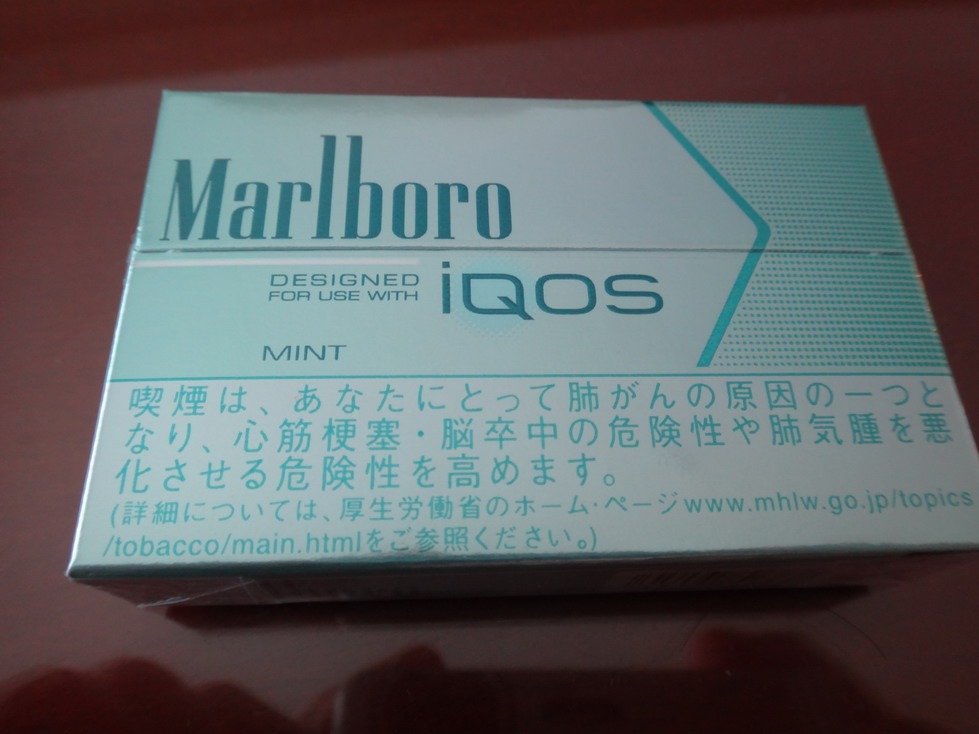 Marlboro
DESIGNED
FOR USE WITH
iQOS
MINT
喫煙は、あなたにとって肺がんの原因の一つと
なり、心筋梗塞・脳卒中の危険性や肺気腫を悪
化させる危険性を高めます。
(詳細については、厚生労働省のホーム・ページwww.mhlw.go.jp/topics
/tobacco/main.htmlをご参照ください。)